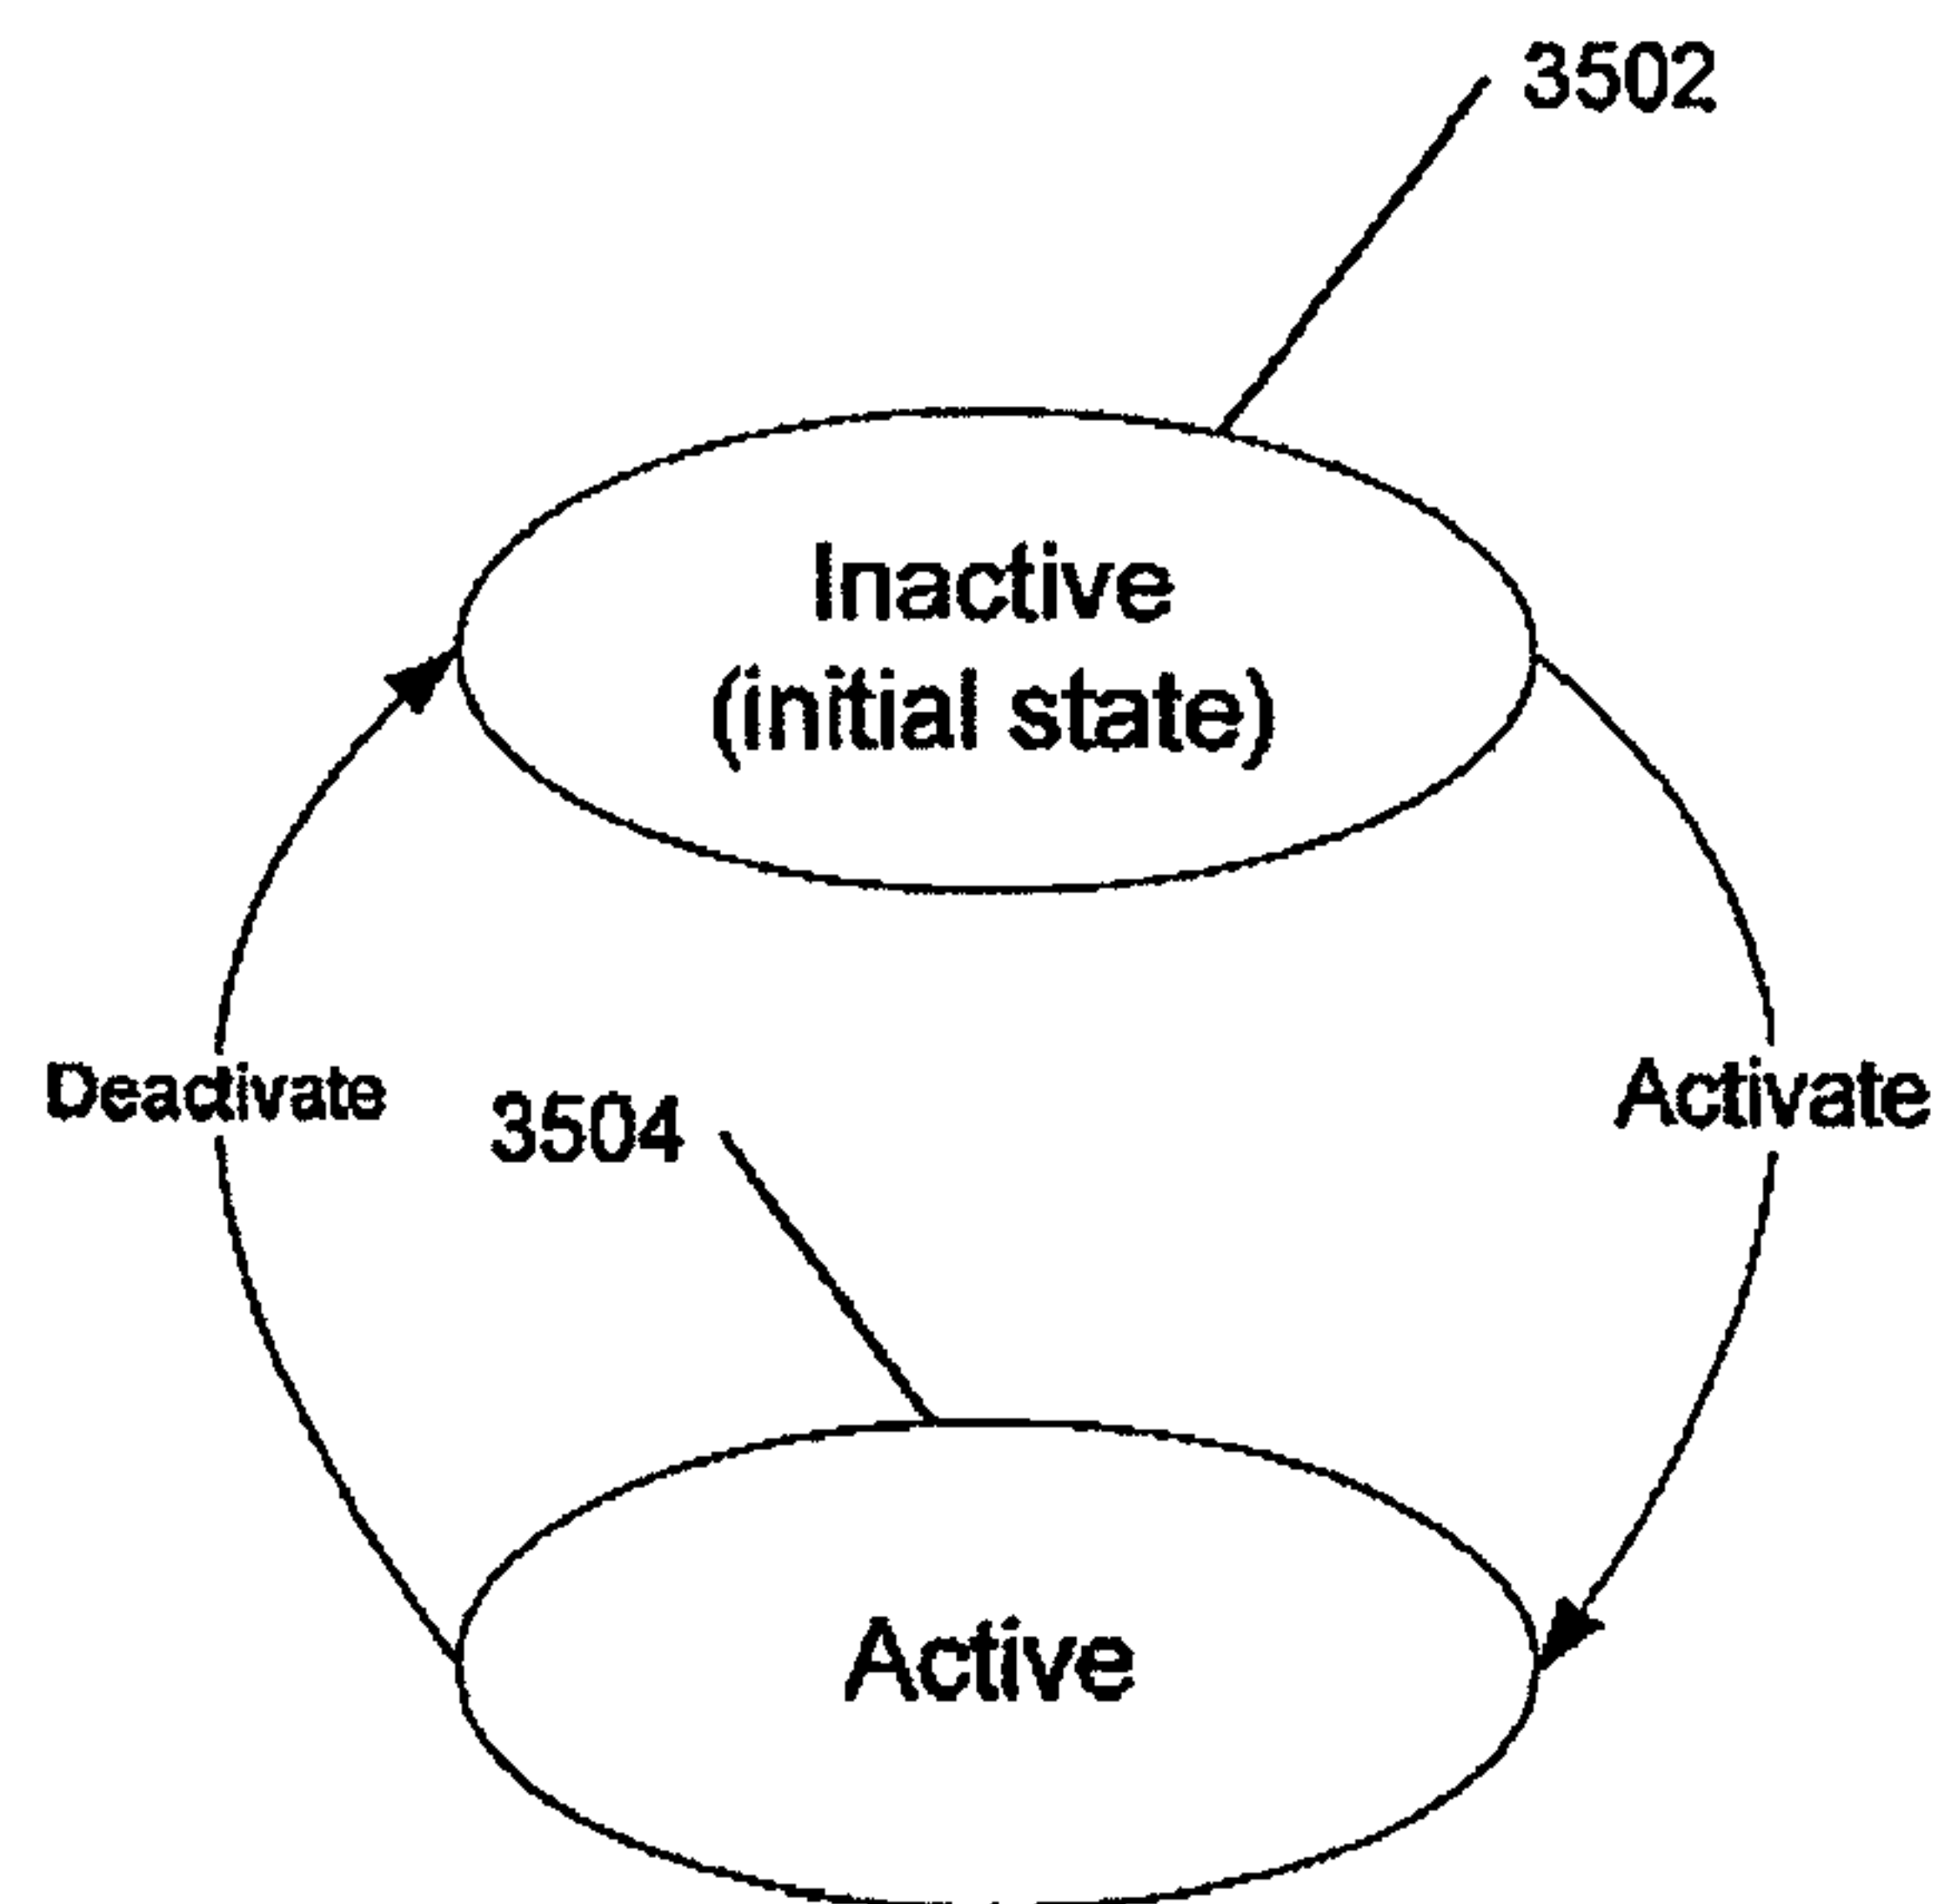 3502
Inactive
(initial state)
Deactivate
3504
Activate
Active